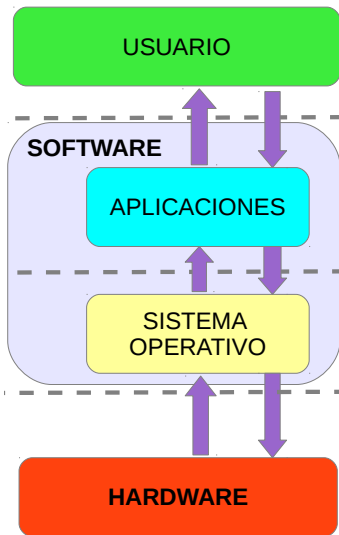 USUARIO
SOFTWARE
APLICACIONES
SISTEMA
OPERATIVO
HARDWARE